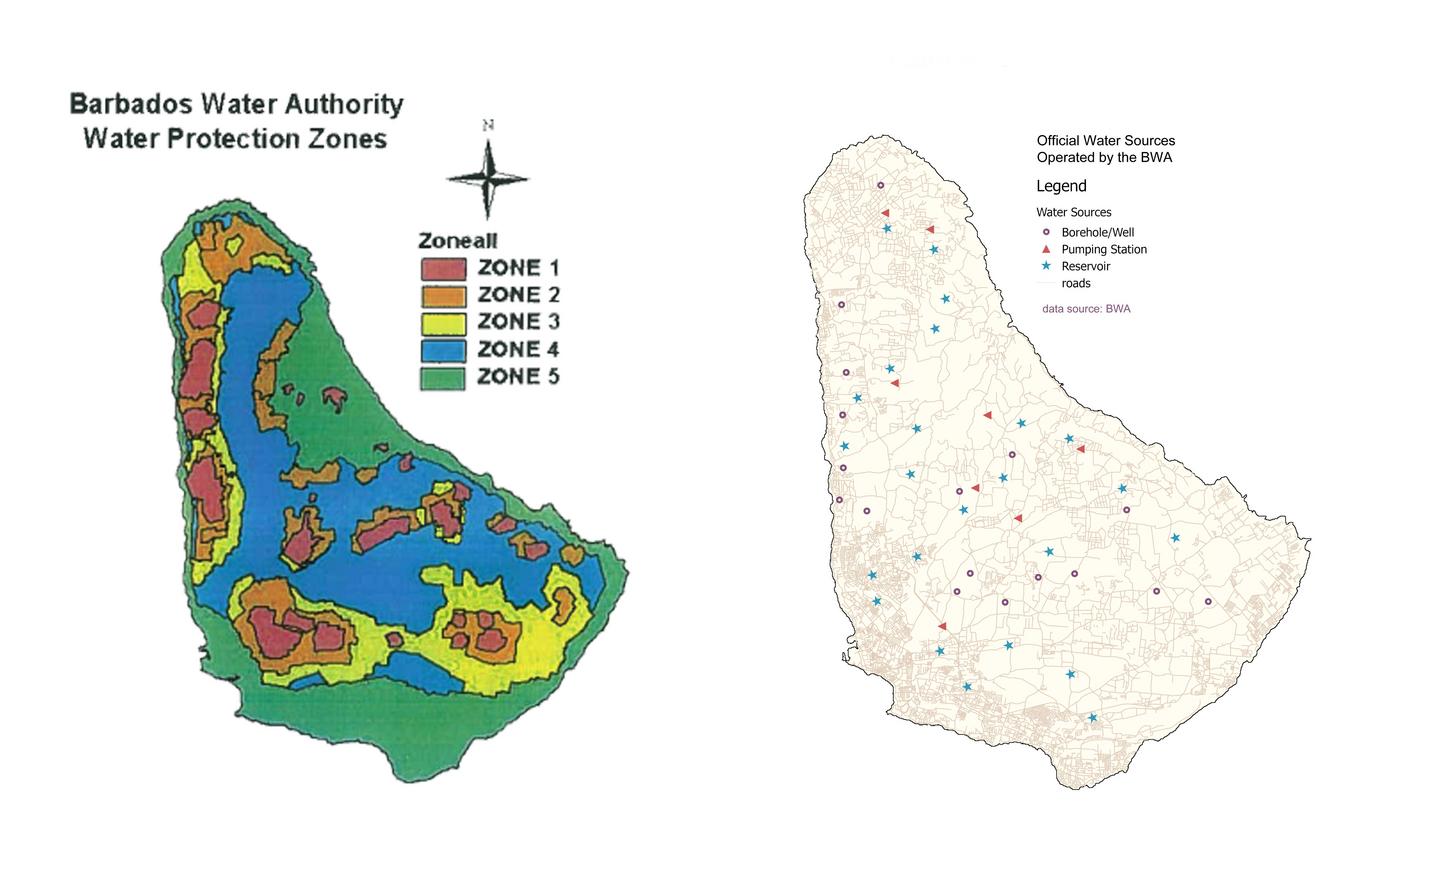 Barbados Water Authority
Water Protection Zones
N
Zoneall
ZONE 1
ZONE 2
ZONE 3
ZONE 4
ZONE 5
Official Water Sources
Operated by the BWA
Legend
Water Sources
Borehole/Well
Pumping Station
Reservoir
roads
data source: BWA